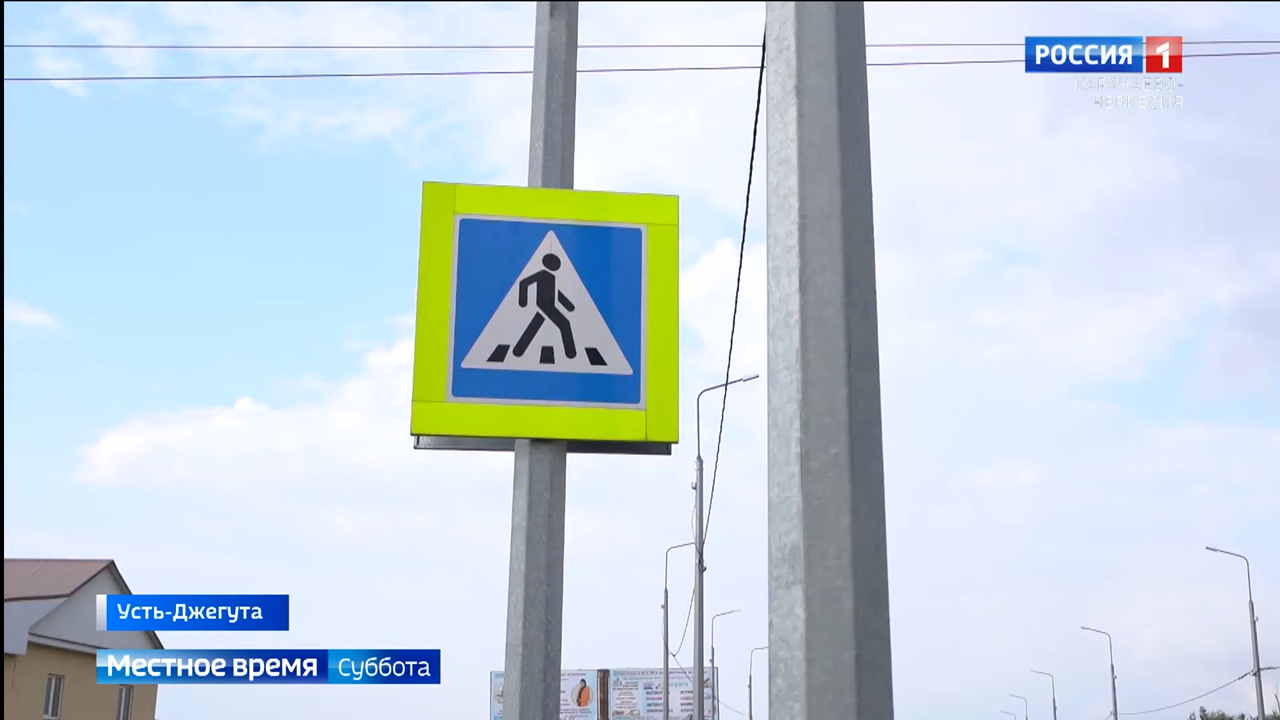 РОССИЯ 1
КАРАЧАЕВО-
ЧЕРКЕСИЯ
Усть-Джегута
Местное время Суббота